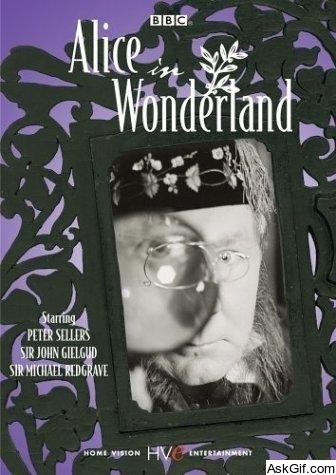 BBC
Alice in
Wonderland
Starring
PETER SELLERS
SIR JOHN GIELGUD
SIR MICHAEL REDGRAVE
HOME VISION HVe ENTERTAINMENT
AskGif.com